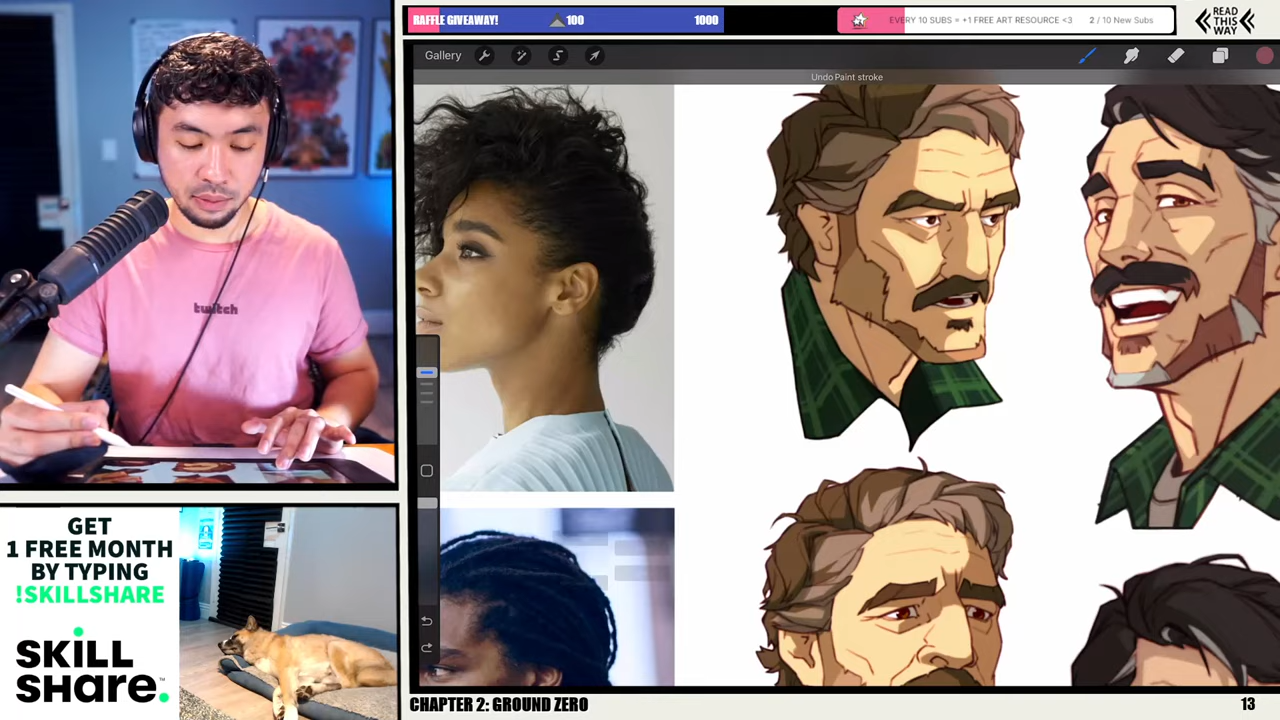 RAFFLE GIVEAWAY!
100
1000
EVERY 10 SUBS = +1 FREE ART RESOURCE <3
2 / 10 New Subs
READ
THIS
WAY
Gallery
Undo Paint stroke
twitch
GET
1 FREE MONTH
BY TYPING
!SKILLSHARE
SKILL
SHare.
CHAPTER 2: GROUND ZERO
13